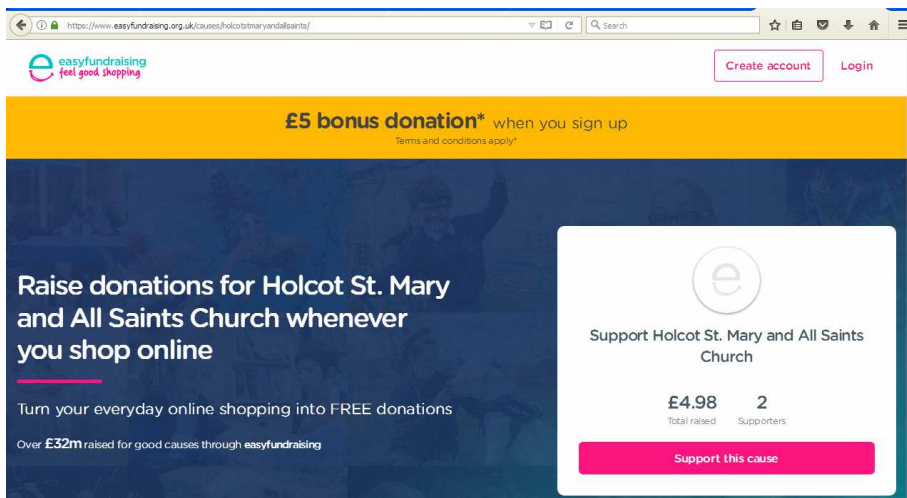 https://www.easyfundraising.org.uk/causes/holcotstmaryandallsaints/
Search
easyfundraising
feel good shopping
Create account
Login
£5 bonus donation* when you sign up
Terms and conditions apply*
Raise donations for Holcot St. Mary
and All Saints Church whenever
you shop online
Turn your everyday online shopping into FREE donations
Over £32m raised for good causes through easyfundraising
e
Support Holcot St. Mary and All Saints
Church
£4.98 2
Total raised Supporters
Support this cause